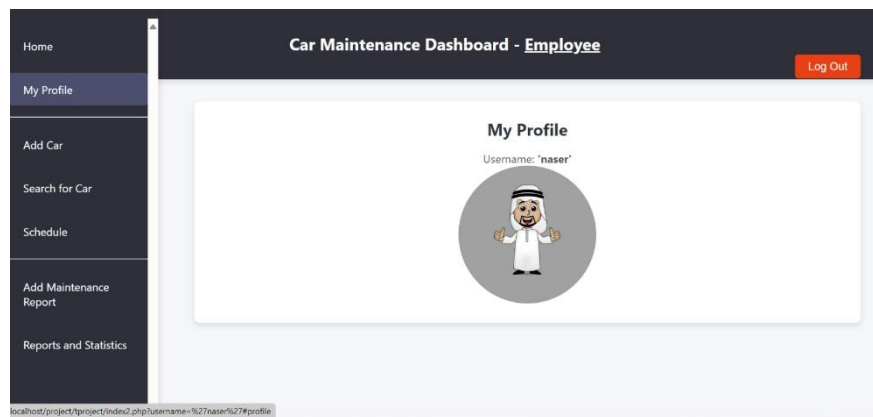 Home
My Profile
Add Car
Search for Car
Schedule
Add Maintenance
Report
Reports and Statistics
Car Maintenance Dashboard - Employee
Log Out
My Profile
Username: 'naser'
localhost/project/tproject/index2.php?username=%27naser%27#profile